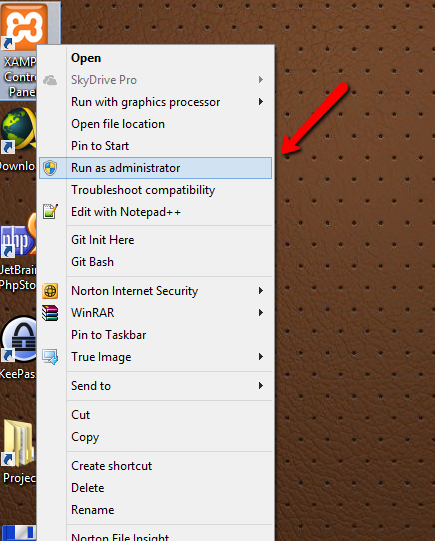 XAMP
Contro
Pane
Downlo
php
JetBrai
PhpSto
KeePas
Projec
Open
SkyDrive Pro
Run with graphics processor
Open file location
Pin to Start
Run as administrator
Troubleshoot compatibility
Edit with Notepad++
Git Init Here
Git Bash
Norton Internet Security
WinRAR
Pin to Taskbar
True Image
Send to
Cut
Copy
Create shortcut
Delete
Rename
Norton File Insight